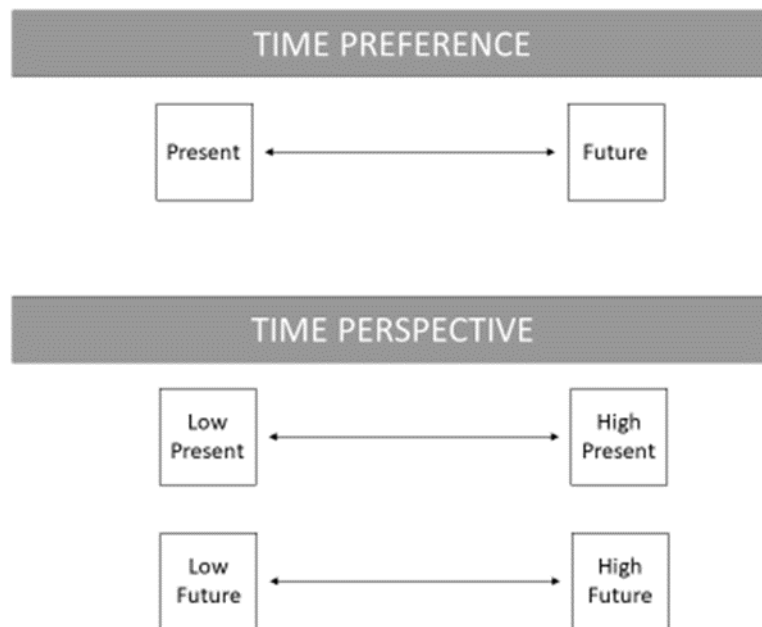 TIME PREFERENCE
Present
Future
TIME PERSPECTIVE
Low
Present
High
Present
Low
Future
High
Future